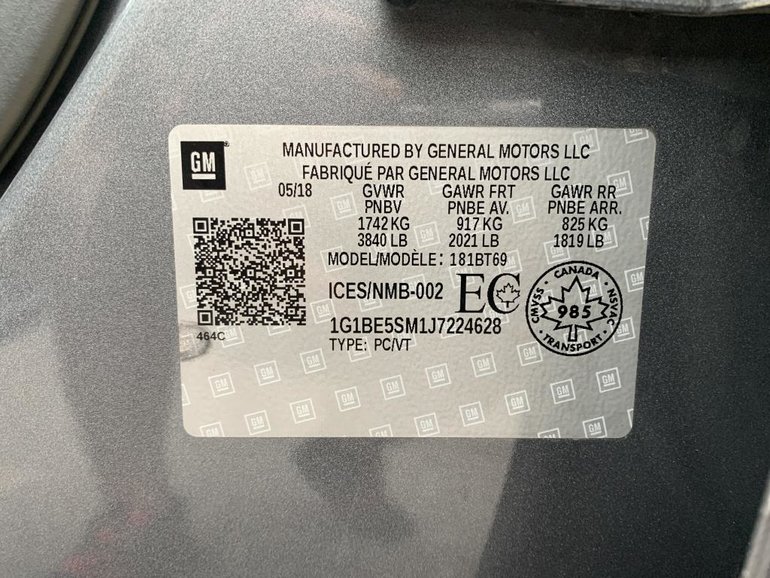 GM
MANUFACTURED BY GENERAL MOTORS LLC
FABRIQUÉ PAR GENERAL MOTORS LLC
05/18 GVWR GAWR FRT GAWR RR
PNBV PNBE AV. PNBE ARR.
1742 KG 917 KG 825 KG
3840 LB 2021 LB 1819 LB
MODEL/MODÈLE: 181BT69
ICES/NMB-002 EC
CANADA
CMVSS 985 NSVAC
TRANSPORT
1G1BE5SM1J7224628
464C
TYPE: PC/VT